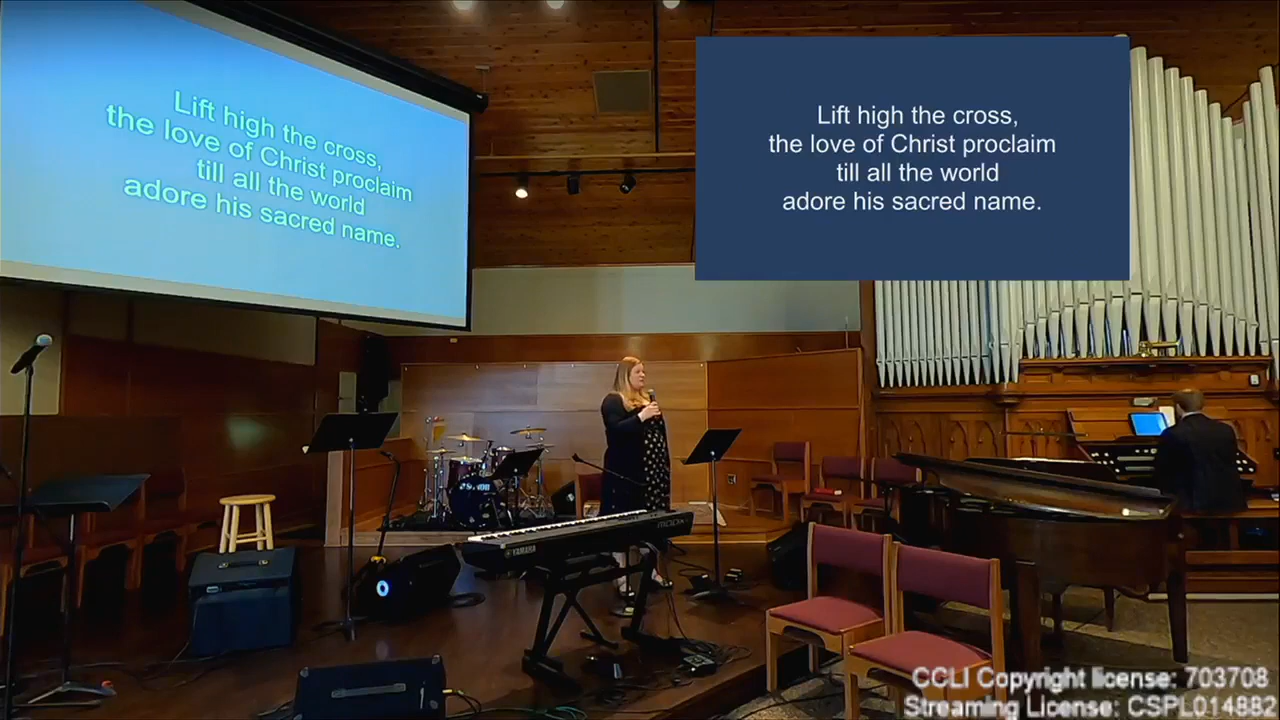 Lift high the cross,
the love of Christ proclaim
till all the world
adore his sacred name.
Lift high the cross,
the love of Christ proclaim
till all the world
adore his sacred name.
YAMAHA
MODX
CCLI Copyright license: 703708
Streaming License: CSPL014882